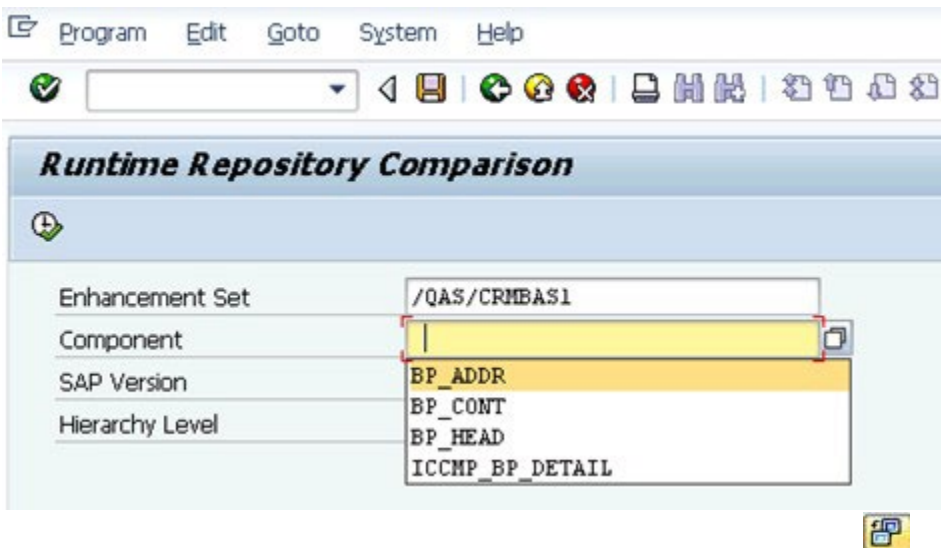 Program Edit Goto System Help
Runtime Repository Comparison
Enhancement Set /QAS/CRMBAS1
Component
SAP Version
Hierarchy Level
BP_ADDR
BP_CONT
BP_HEAD
ICCMP_BP_DETAIL